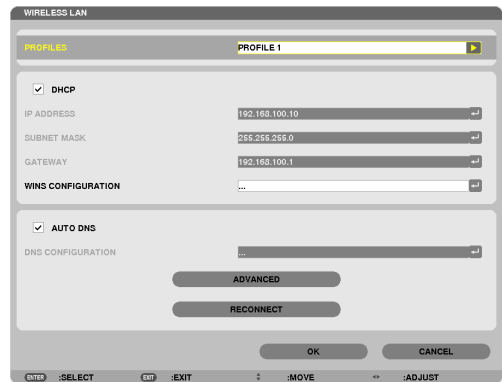 WIRELESS LAN
PROFILES PROFILE 1
DHCP
IP ADDRESS 192.168.100.10
SUBNET MASK 255.255.255.0
GATEWAY 192.168.100.1
WINS CONFIGURATION ...
AUTO DNS
DNS CONFIGURATION ...
ADVANCED
RECONNECT
OK CANCEL
ENTER :SELECT EXIT :EXIT :MOVE :ADJUST